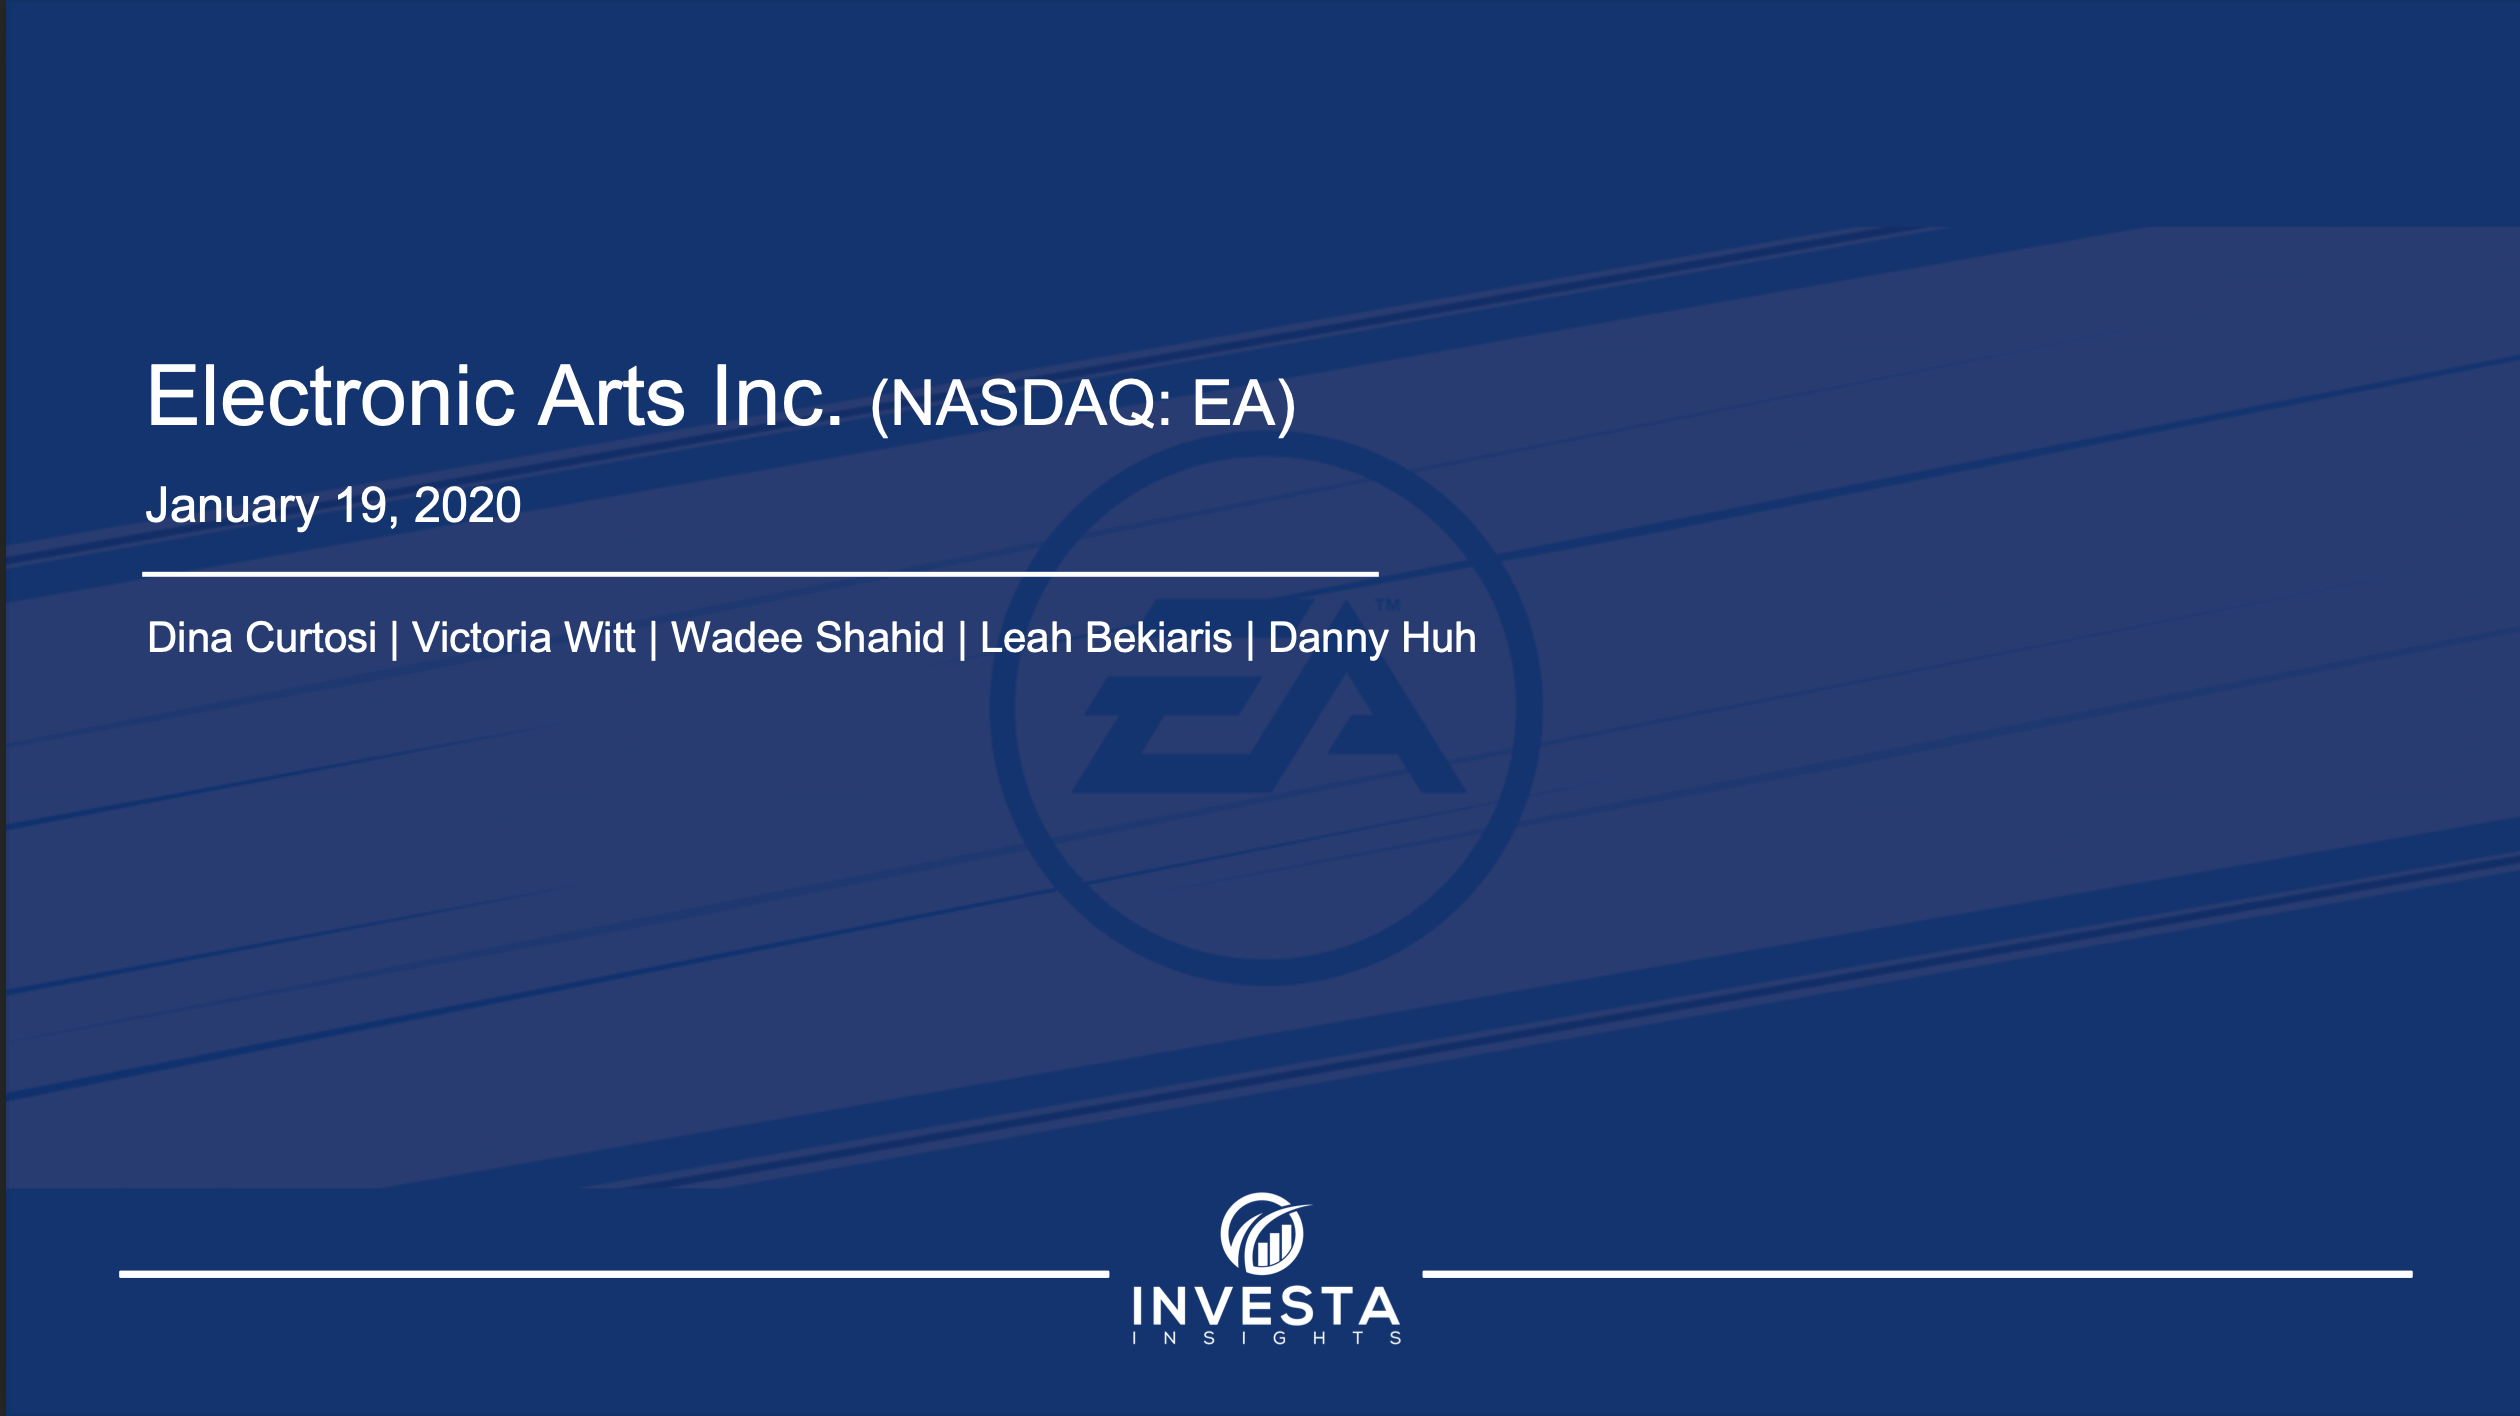 Electronic Arts Inc. (NASDAQ: EA)
January 19, 2020
Dina Curtosi | Victoria Witt | Wadee Shahid | Leah Bekiaris | Danny Huh
EA™
INVESTA
INSIGHTS